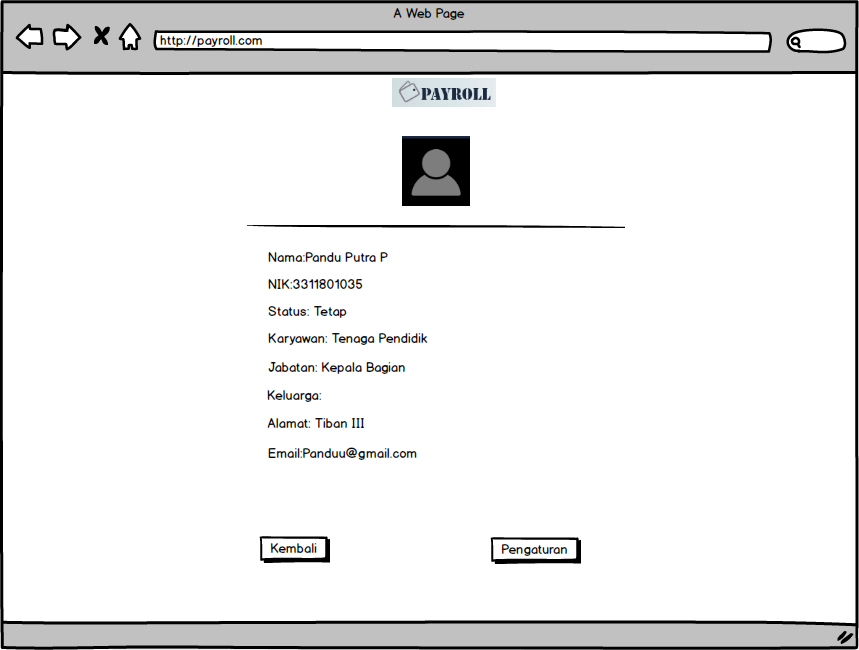 A Web Page
http://payroll.com
PAYROLL
Nama:Pandu Putra P
NIK:3311801035
Status: Tetap
Karyawan: Tenaga Pendidik
Jabatan: Kepala Bagian
Keluarga:
Alamat: Tiban III
Email:Panduu@gmail.com
Kembali
Pengaturan